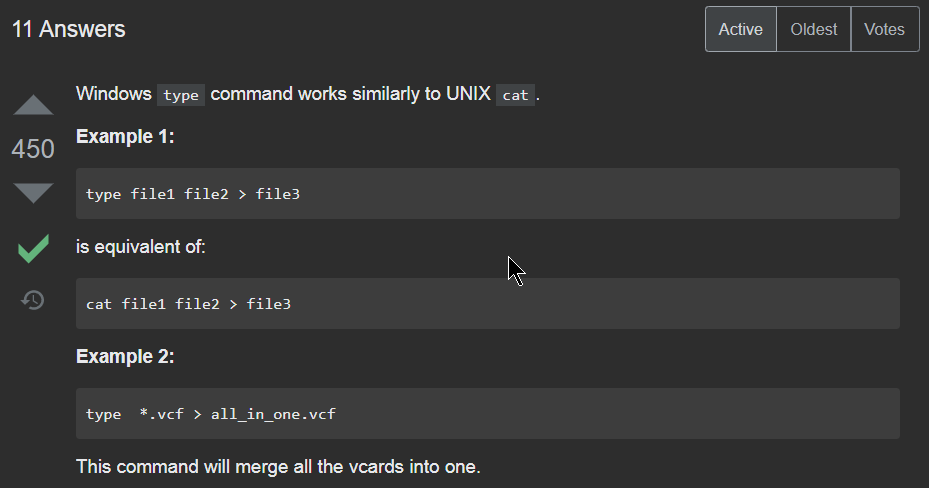 11 Answers
Active Oldest Votes
Windows type command works similarly to UNIX cat .
450
Example 1:
type file1 file2 > file3
is equivalent of:
cat file1 file2 > file3
Example 2:
type  *.vcf > all_in_one.vcf
This command will merge all the vcards into one.